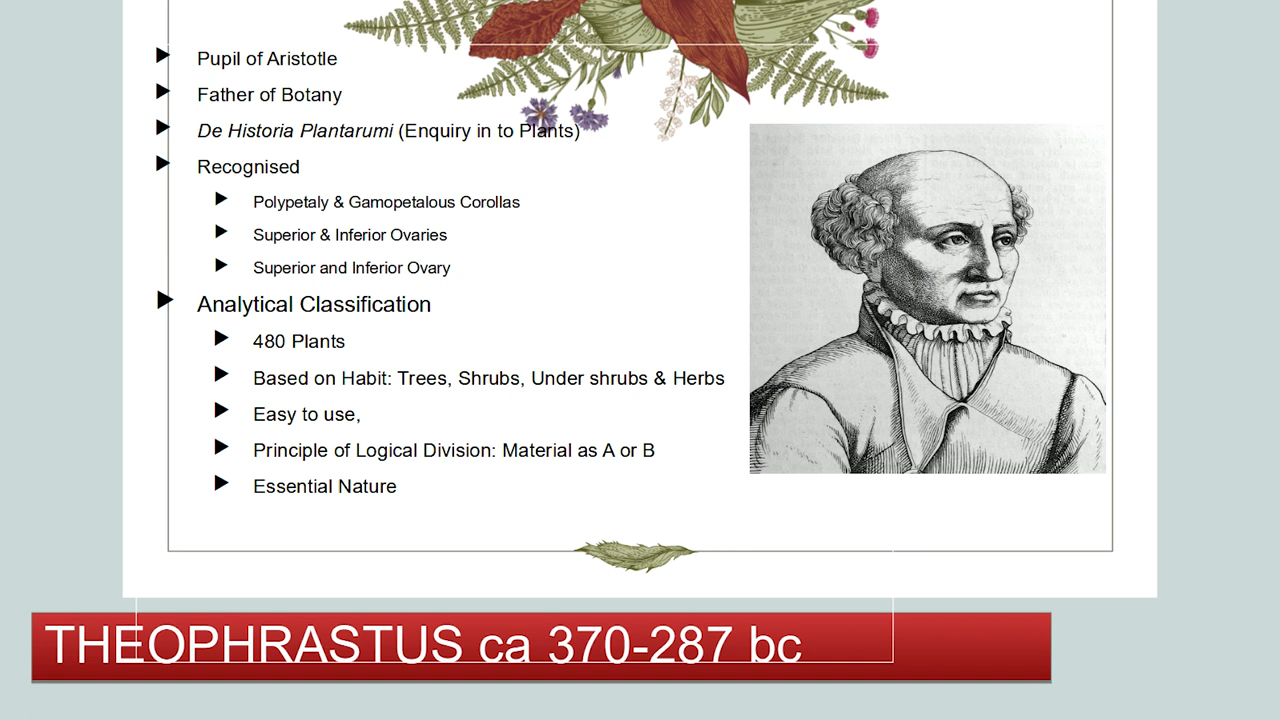 Pupil of Aristotle
Father of Botany
De Historia Plantarumi (Enquiry in to Plants)
Recognised
Polypetaly & Gamopetalous Corollas
Superior & Inferior Ovaries
Superior and Inferior Ovary
Analytical Classification
480 Plants
Based on Habit: Trees, Shrubs, Under shrubs & Herbs
Easy to use,
Principle of Logical Division: Material as A or B
Essential Nature
THEOPHRASTUS ca 370-287 bc